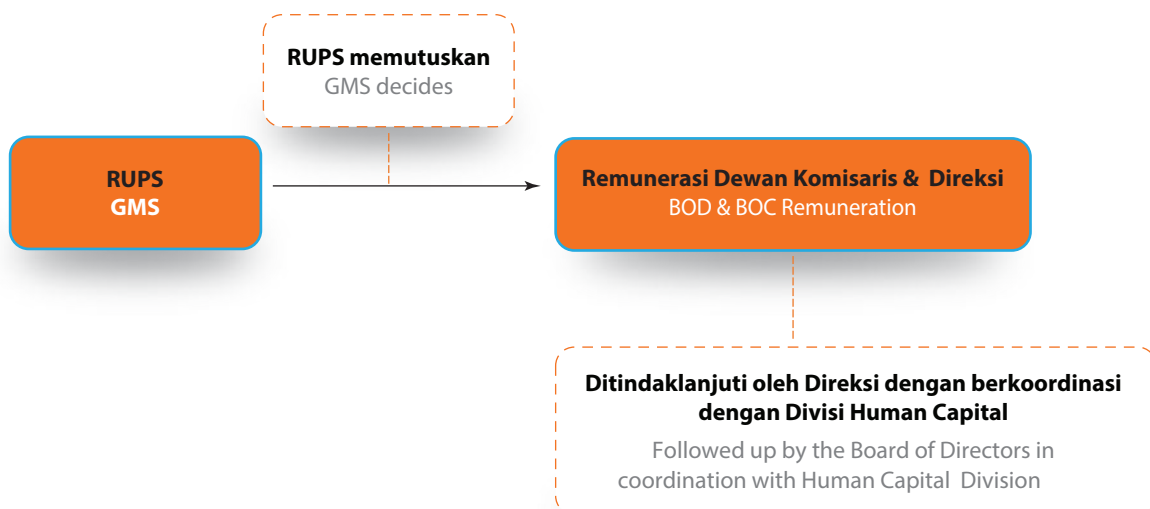 RUPS memutuskan
GMS decides
RUPS
GMS
Remunerasi Dewan Komisaris & Direksi
BOD & BOC Remuneration
Ditindaklanjuti oleh Direksi dengan berkoordinasi
dengan Divisi Human Capital
Followed up by the Board of Directors in
coordination with Human Capital Division